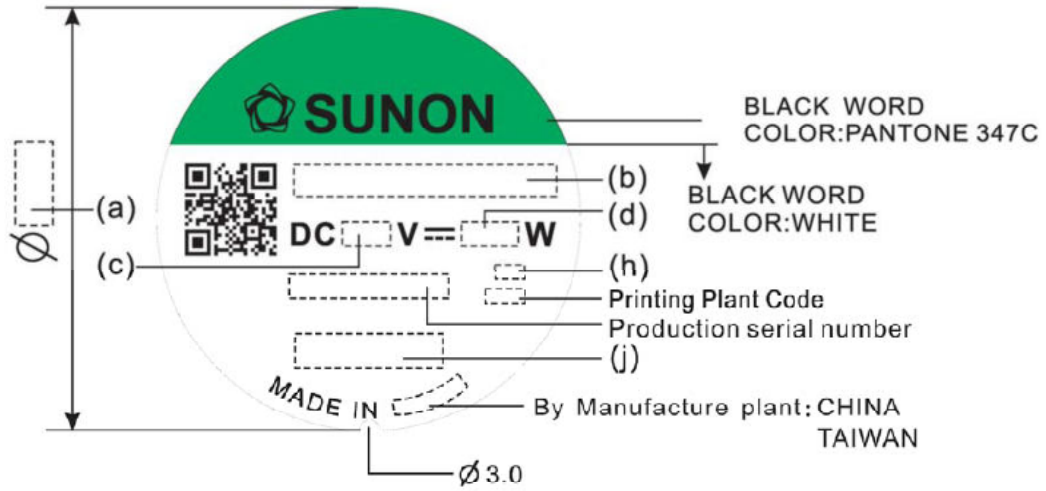 SUNON
BLACK WORD
COLOR:PANTONE 347C
BLACK WORD
COLOR:WHITE
(a)
(b)
(d)
DC V W
(c)
Ø
(h)
Printing Plant Code
Production serial number
(j)
MADE IN
By Manufacture plant: CHINA
TAIWAN
Ø3.0